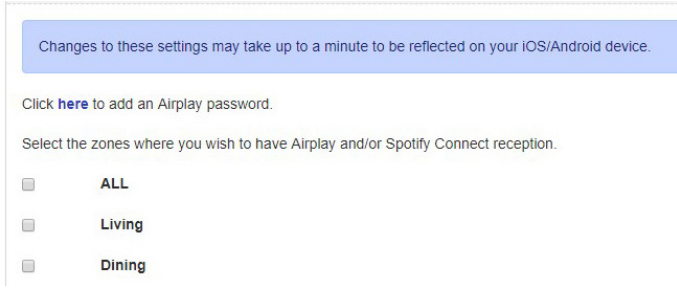 Changes to these settings may take up to a minute to be reflected on your iOS/Android device.
Click here to add an Airplay password.
Select the zones where you wish to have Airplay and/or Spotify Connect reception.
ALL
Living
Dining